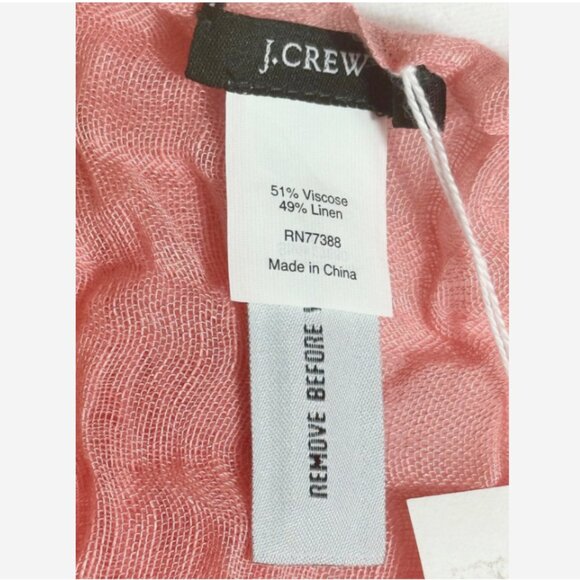 J.CREW
51% Viscose
49% Linen
RN77388
Made in China
REMOVE BEFORE